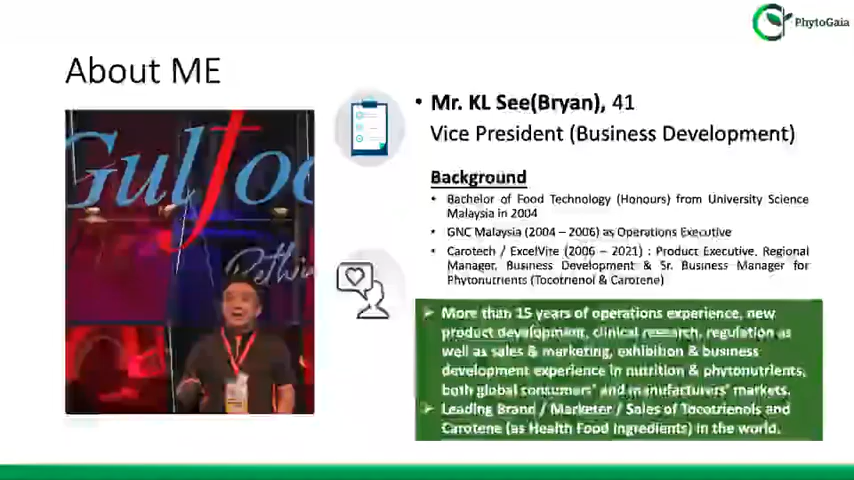 PhytoGaia
About ME
• Mr. KL See(Bryan), 41
Vice President (Business Development)
Background
• Bachelor of Food Technology (Honours) from University Science
Malaysia in 2004
• GNC Malaysia (2004 – 2006) as Operations Executive
• Carotech / ExcelVite (2006 – 2021) : Product Executive, Regional
Manager, Business Development & Sr. Business Manager for
Phytonutrients (Tocotrienol & Carotene)
➢ More than 15 years of operations experience, new
product development, clinical research, regulation as
well as sales & marketing, exhibition & business
development experience in nutrition & phytonutrients,
both global consumers' and manufacturers' markets.
➢ Leading Brand / Marketer / Sales of Tocotrienols and
Carotene (as Health Food Ingredients) in the world.
Gulfoo